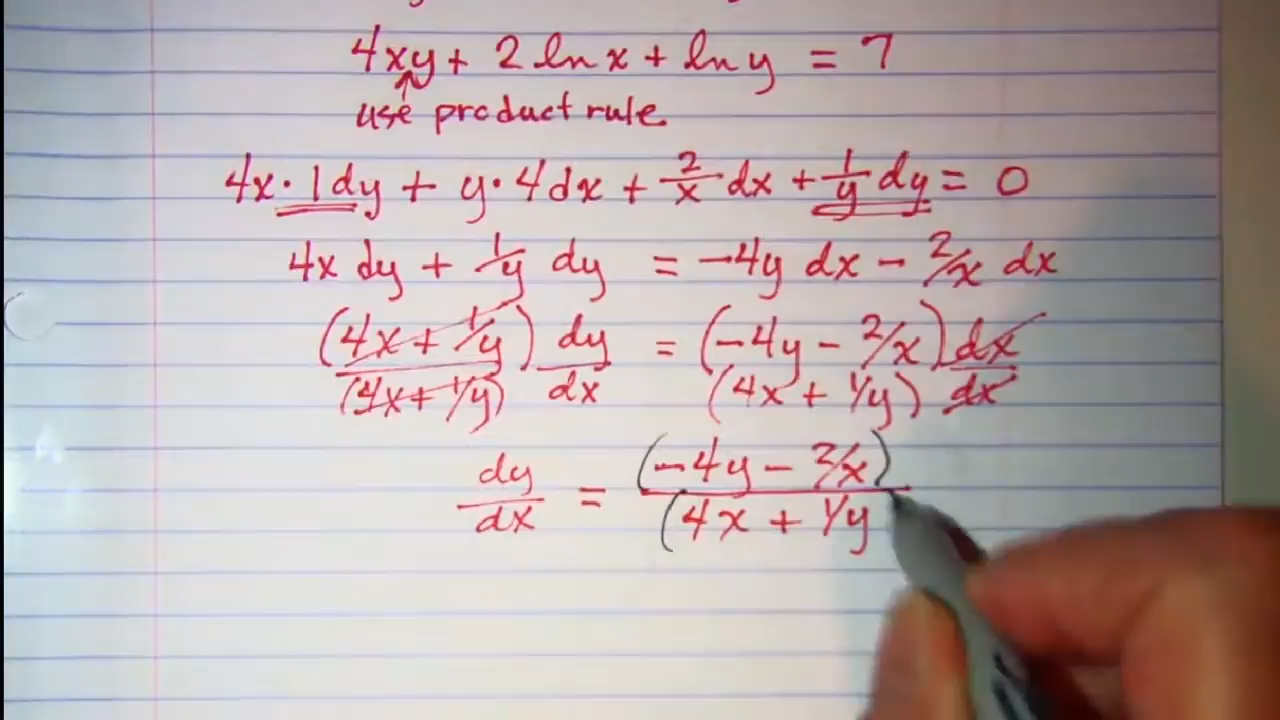 4xy + 2 ln x + ln y = 7
use product rule
4x · 1dy + y · 4dx + 2/x dx + 1/y dy = 0
4x dy + 1/y dy = -4y dx - 2/x dx
(4x + 1/y) dy = (-4y - 2/x) dx
(4x + 1/y) dx (4x + 1/y) dx
dy = (-4y - 2/x)
dx (4x + 1/y